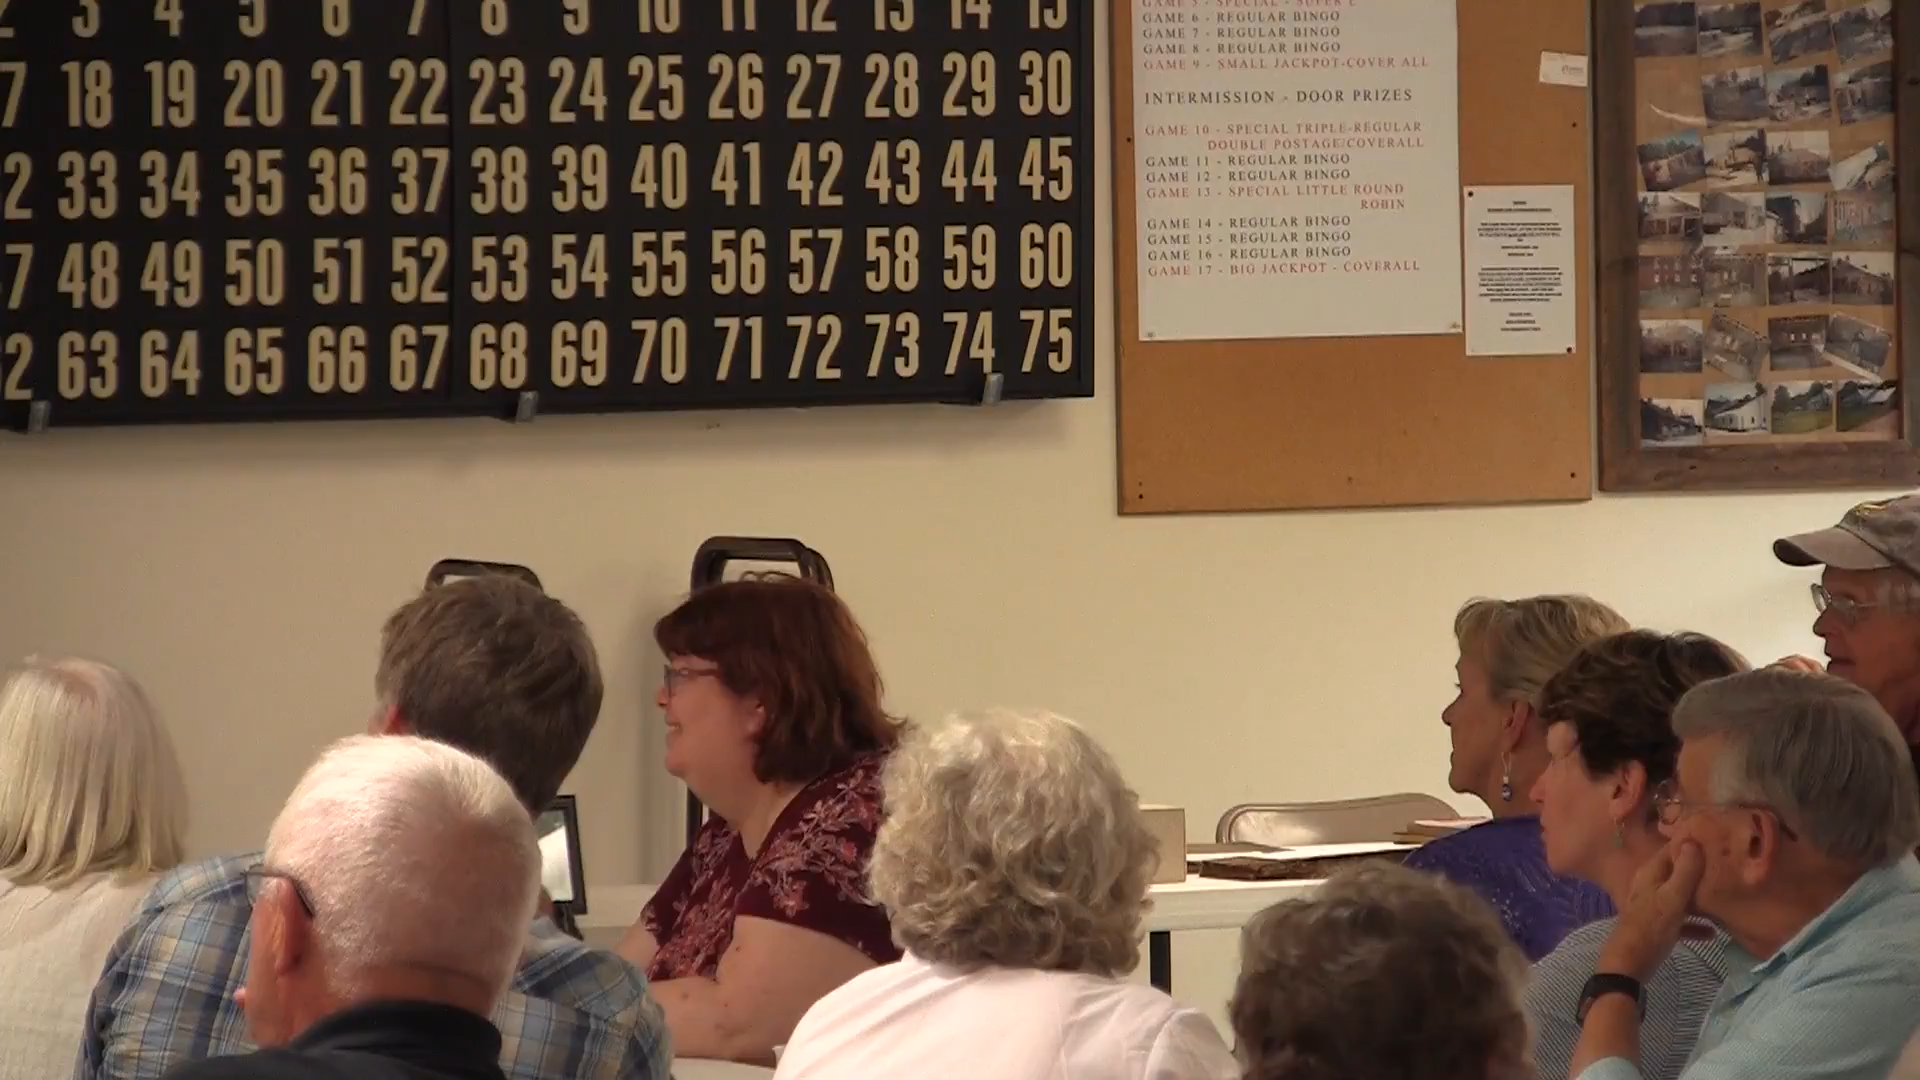 3 4 5 6 7 8 9 10 11 12 13 14 15
18 19 20 21 22 23 24 25 26 27 28 29 30
33 34 35 36 37 38 39 40 41 42 43 44 45
48 49 50 51 52 53 54 55 56 57 58 59 60
63 64 65 66 67 68 69 70 71 72 73 74 75
GAME 5 - SPECIAL - SUPER
GAME 6 - REGULAR BINGO
GAME 7 - REGULAR BINGO
GAME 8 - REGULAR BINGO
GAME 9 - SMALL JACKPOT-COVER ALL
INTERMISSION - DOOR PRIZES
GAME 10 - SPECIAL TRIPLE-REGULAR
DOUBLE POSTAGE/COVERALL
GAME 11 - REGULAR BINGO
GAME 12 - REGULAR BINGO
GAME 13 - SPECIAL LITTLE ROUND
ROBIN
GAME 14 - REGULAR BINGO
GAME 15 - REGULAR BINGO
GAME 16 - REGULAR BINGO
GAME 17 - BIG JACKPOT - COVERALL